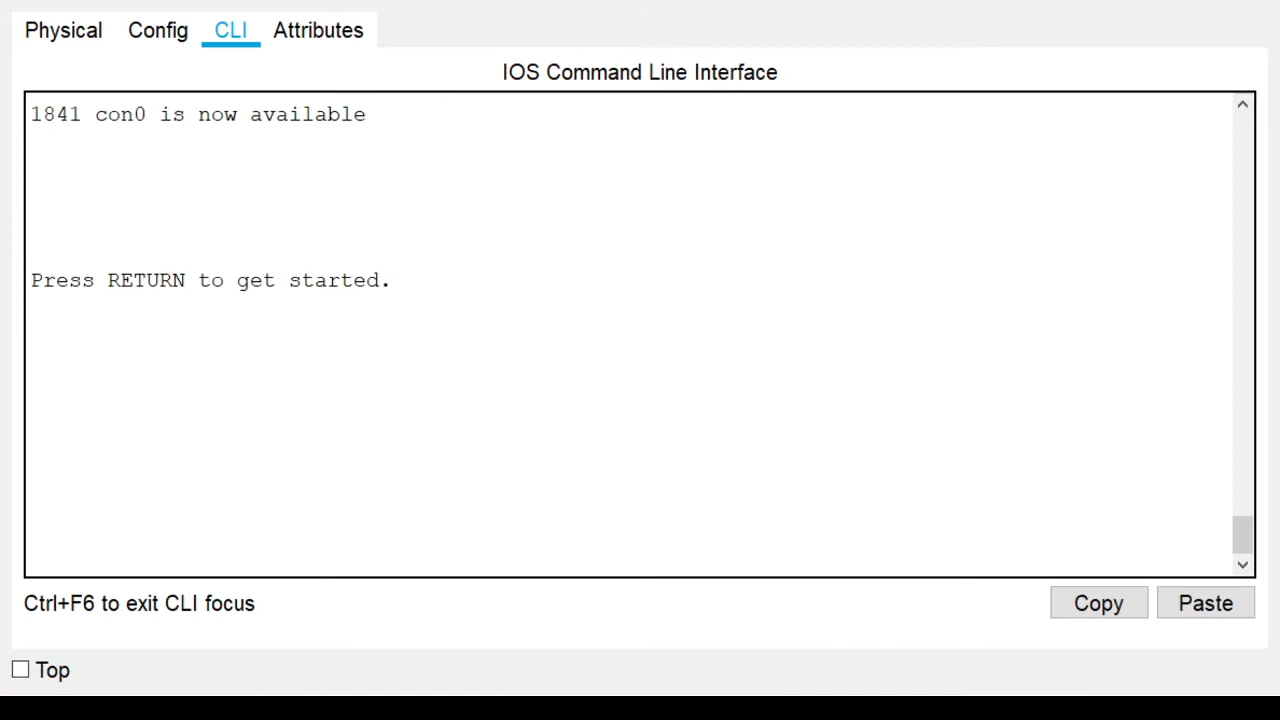 Physical Config CLI Attributes
IOS Command Line Interface
1841 con0 is now available
Press RETURN to get started.
Ctrl+F6 to exit CLI focus
Copy Paste
Top